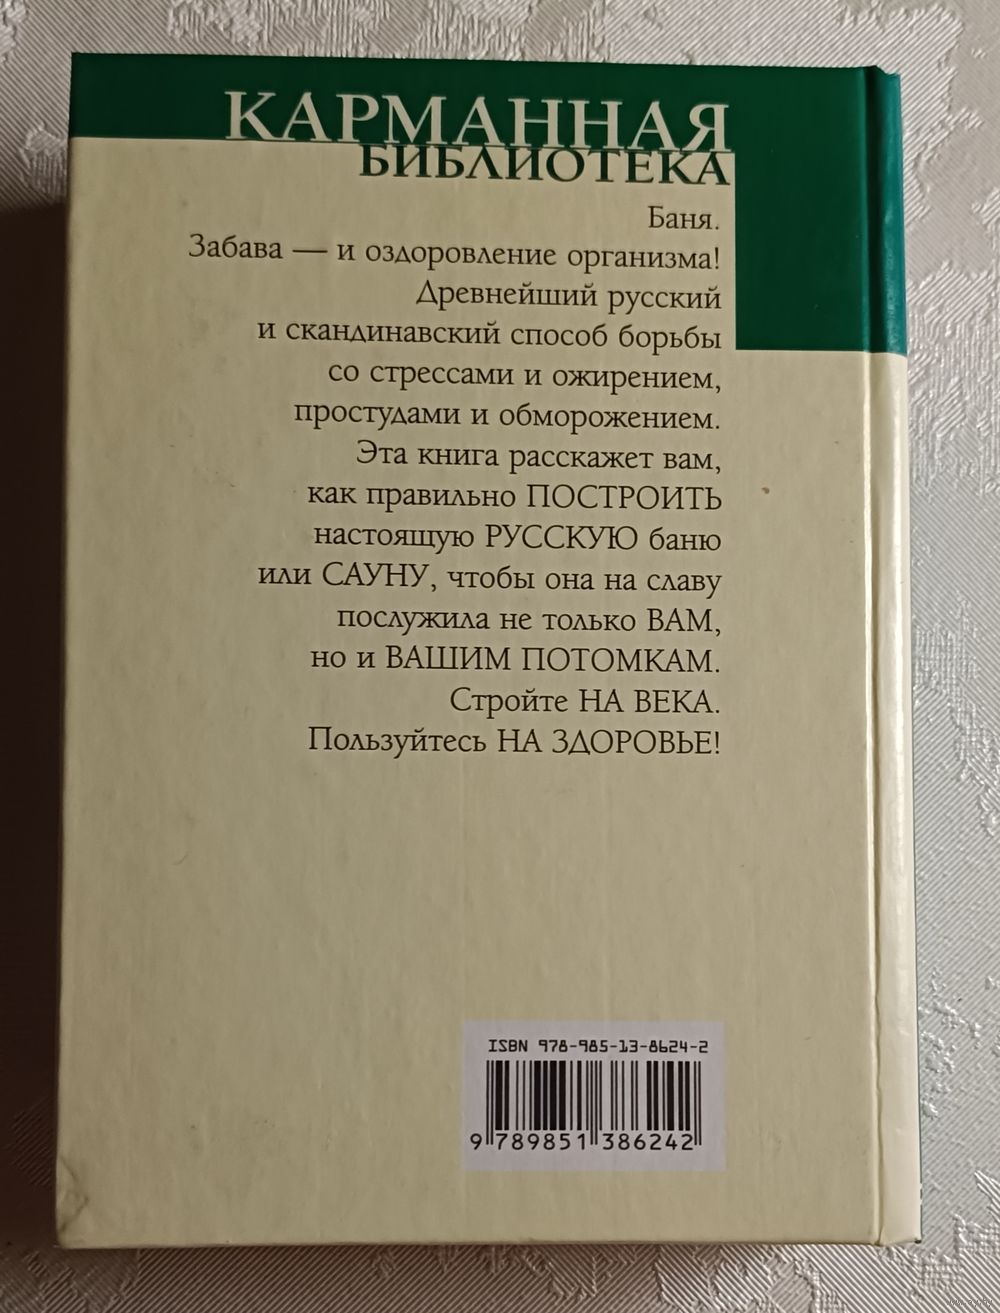 КАРМАННАЯ
БИБЛИОТЕКА
Баня.
Забава — и оздоровление организма!
Древнейший русский
и скандинавский способ борьбы
со стрессами и ожирением,
простудами и обморожением.
Эта книга расскажет вам,
как правильно ПОСТРОИТЬ
настоящую РУССКУЮ баню
или САУНУ, чтобы она на славу
послужила не только ВАМ,
но и ВАШИМ ПОТОМКАМ.
Стройте НА ВЕКА.
Пользуйтесь НА ЗДОРОВЬЕ!
ISBN 978-985-13-8624-2
9 789851 386242